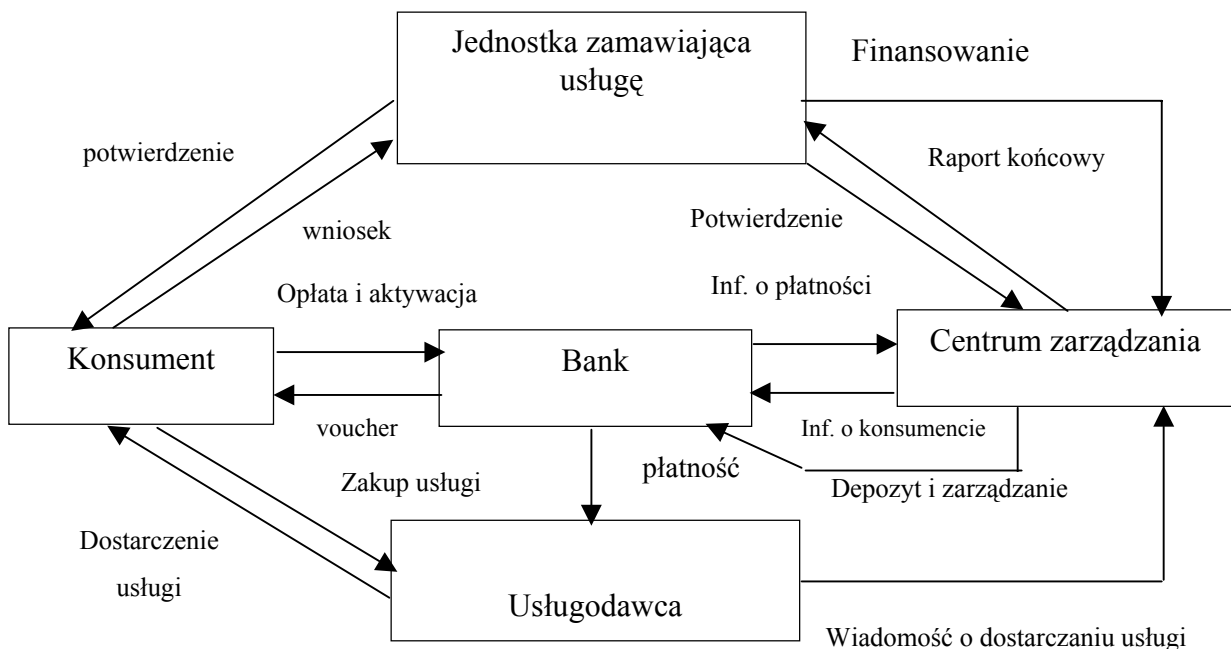 Jednostka zamawiająca
usługę
Finansowanie
potwierdzenie
Raport końcowy
wniosek
Potwierdzenie
Opłata i aktywacja
Inf. o płatności
Konsument
Bank
Centrum zarządzania
voucher
Inf. o konsumencie
Zakup usługi
płatność
Depozyt i zarządzanie
Dostarczenie
usługi
Usługodawca
Wiadomość o dostarczaniu usługi